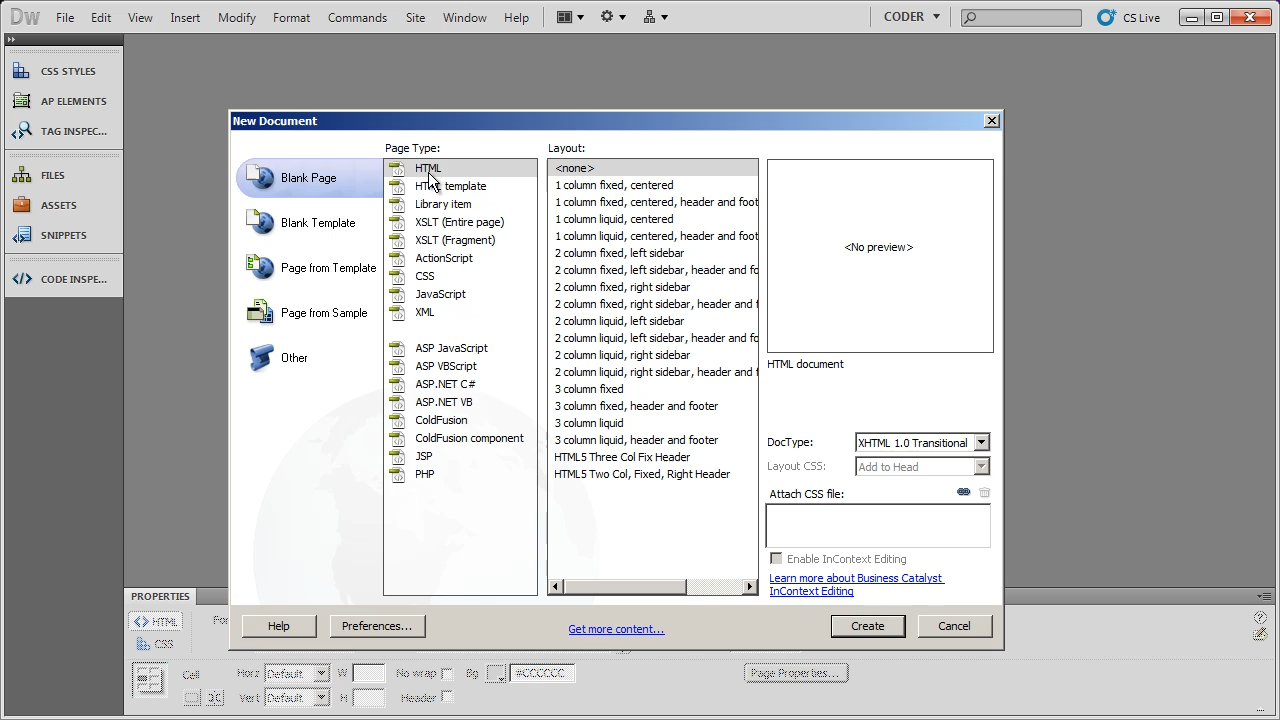 Dw File Edit View Insert Modify Format Commands Site Window Help CODER CS Live
CSS STYLES
AP ELEMENTS
TAG INSPEC...
FILES
ASSETS
SNIPPETS
CODE INSPE...
New Document
Blank Page
Blank Template
Page from Template
Page from Sample
Other
Page Type:
HTML
HTML template
Library item
XSLT (Entire page)
XSLT (Fragment)
ActionScript
CSS
JavaScript
XML
ASP JavaScript
ASP VBScript
ASP.NET C#
ASP.NET VB
ColdFusion
ColdFusion component
JSP
PHP
Layout:
<none>
1 column fixed, centered
1 column fixed, centered, header and foot
1 column liquid, centered
1 column liquid, centered, header and foot
2 column fixed, left sidebar
2 column fixed, left sidebar, header and fo
2 column fixed, right sidebar
2 column fixed, right sidebar, header and f
2 column liquid, left sidebar
2 column liquid, left sidebar, header and fo
2 column liquid, right sidebar
2 column liquid, right sidebar, header and f
3 column fixed
3 column fixed, header and footer
3 column liquid
3 column liquid, header and footer
HTML5 Three Col Fix Header
HTML5 Two Col, Fixed, Right Header
<No preview>
HTML document
DocType: XHTML 1.0 Transitional
Layout CSS: Add to Head
Attach CSS file:
Enable InContext Editing
Learn more about Business Catalyst
InContext Editing
Help Preferences... Get more content... Create Cancel
PROPERTIES
<> HTML
CSS
Cell Horz Default W No wrap Bg #CCCCCC Page Properties...
Vert Default H Header